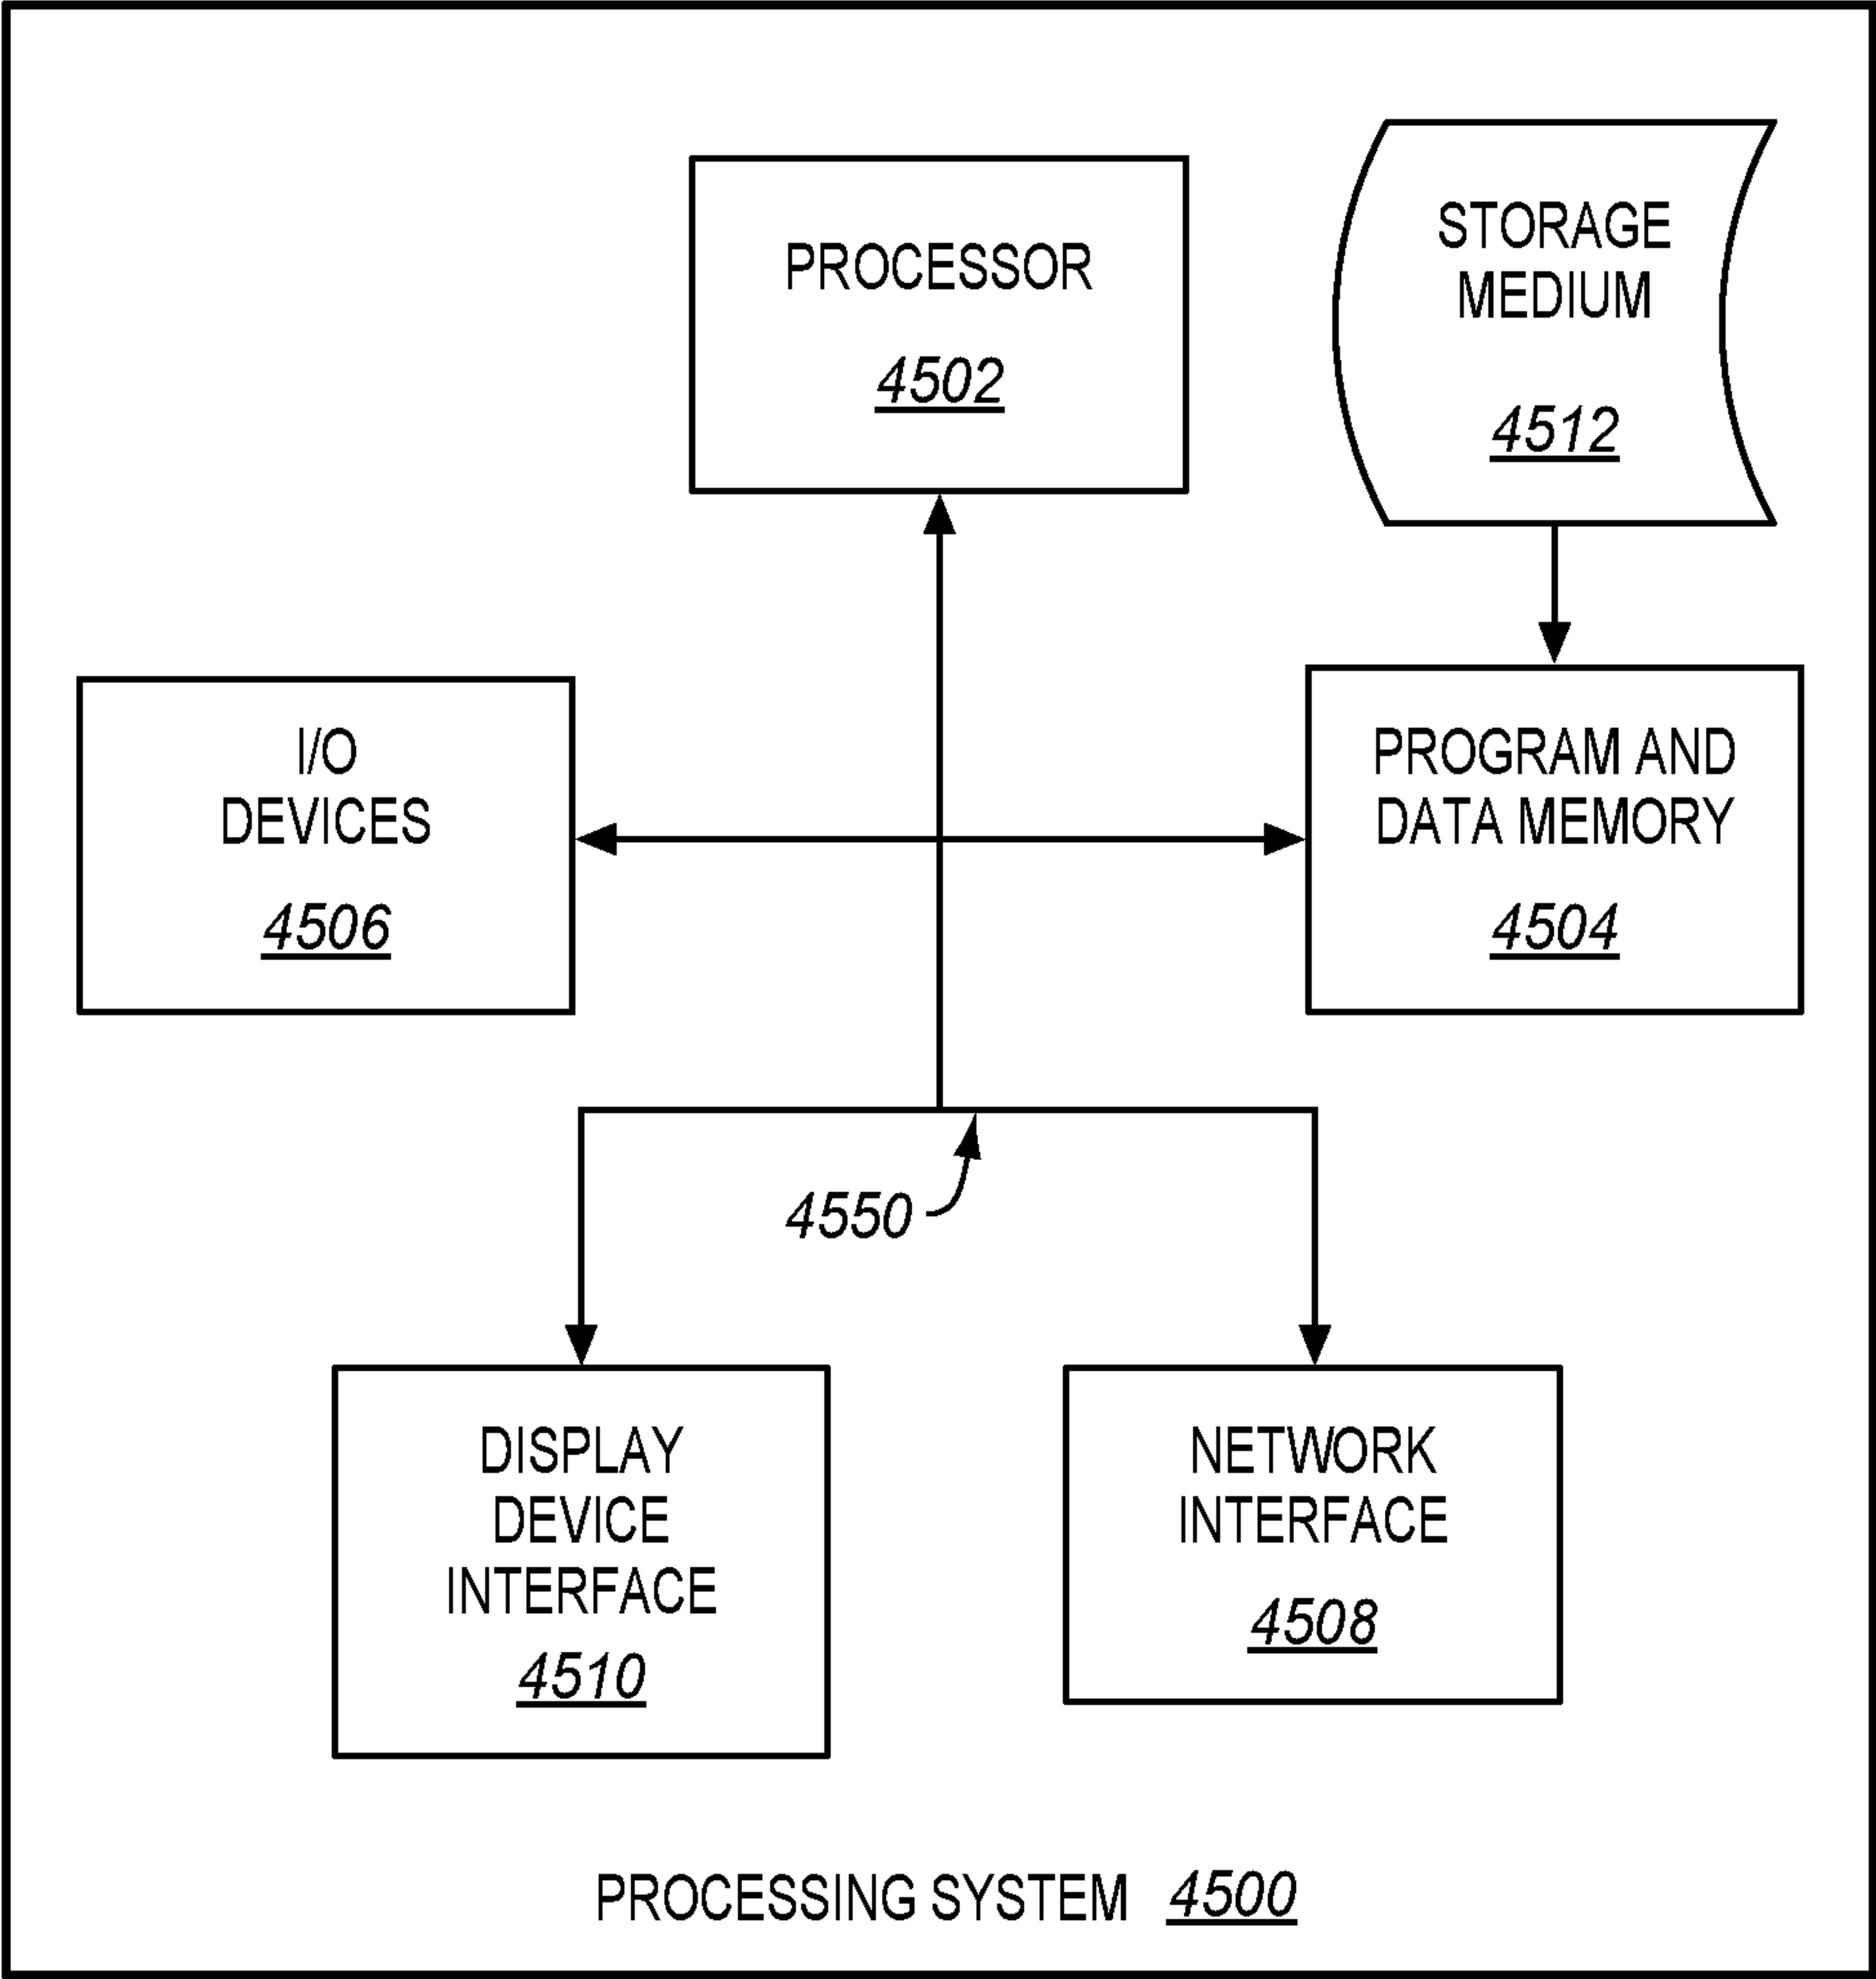 PROCESSOR
4502
STORAGE
MEDIUM
4512
I/O
DEVICES
4506
PROGRAM AND
DATA MEMORY
4504
4550
DISPLAY
DEVICE
INTERFACE
4510
NETWORK
INTERFACE
4508
PROCESSING SYSTEM 4500